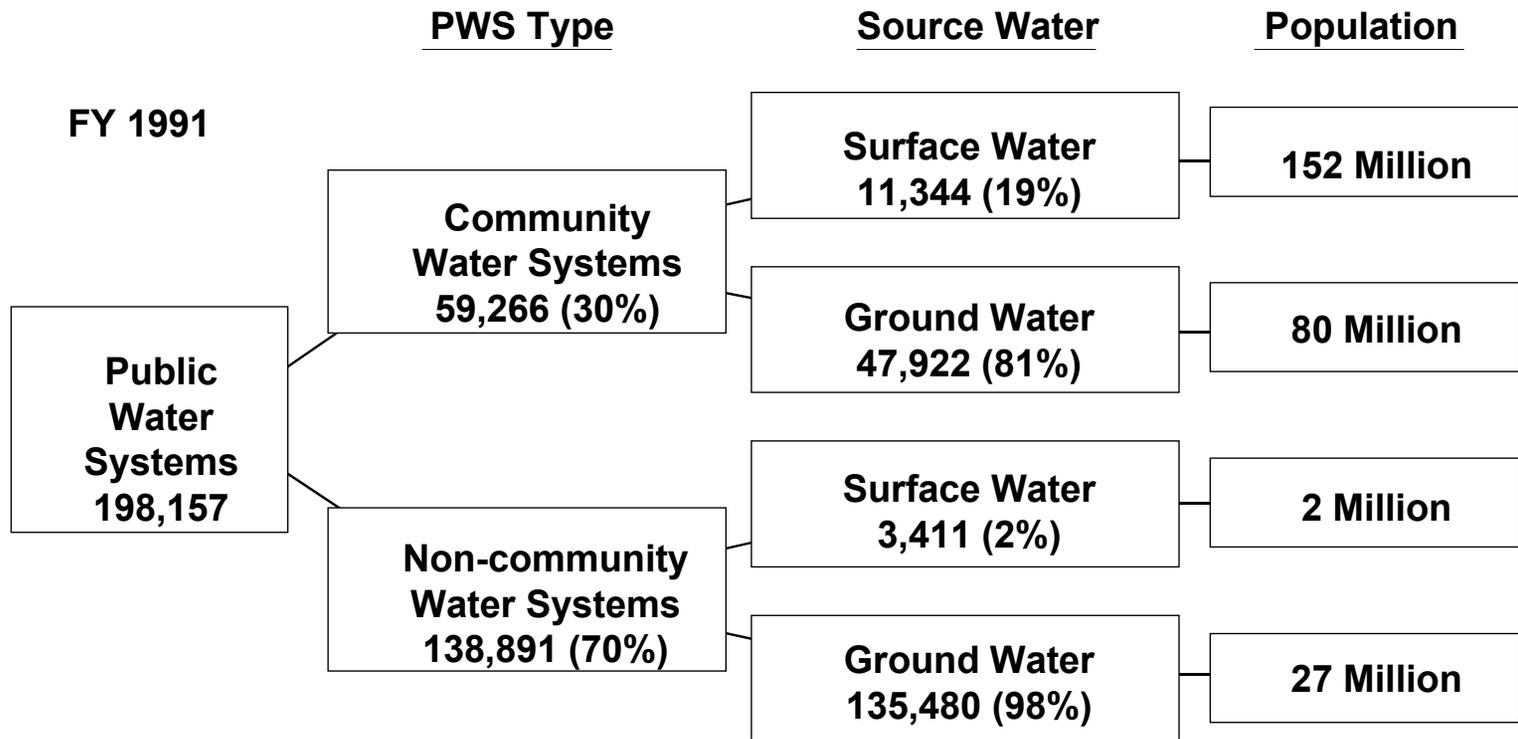 PWS Type
Source Water
Population
FY 1991
Public
Water
Systems
198,157
Community
Water Systems
59,266 (30%)
Surface Water
11,344 (19%)
152 Million
Ground Water
47,922 (81%)
80 Million
Non-community
Water Systems
138,891 (70%)
Surface Water
3,411 (2%)
2 Million
Ground Water
135,480 (98%)
27 Million